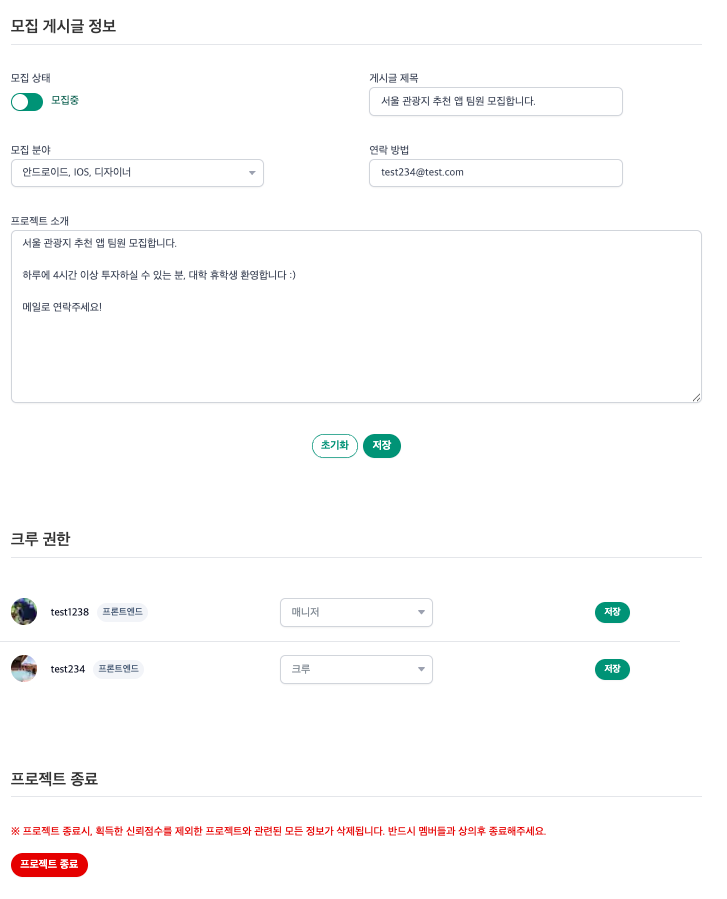 모집 게시글 정보
모집 상태
모집중
게시글 제목
서울 관광지 추천 앱 팀원 모집합니다.
모집 분야
안드로이드, IOS, 디자이너
연락 방법
test234@test.com
프로젝트 소개
서울 관광지 추천 앱 팀원 모집합니다.
하루에 4시간 이상 투자하실 수 있는 분, 대학 휴학생 환영합니다 :)
메일로 연락주세요!
초기화 저장
크루 권한
test1238 프론트엔드 매니저 저장
test234 프론트엔드 크루 저장
프로젝트 종료
※ 프로젝트 종료시, 획득한 신뢰점수를 제외한 프로젝트와 관련된 모든 정보가 삭제됩니다. 반드시 멤버들과 상의후 종료해주세요.
프로젝트 종료